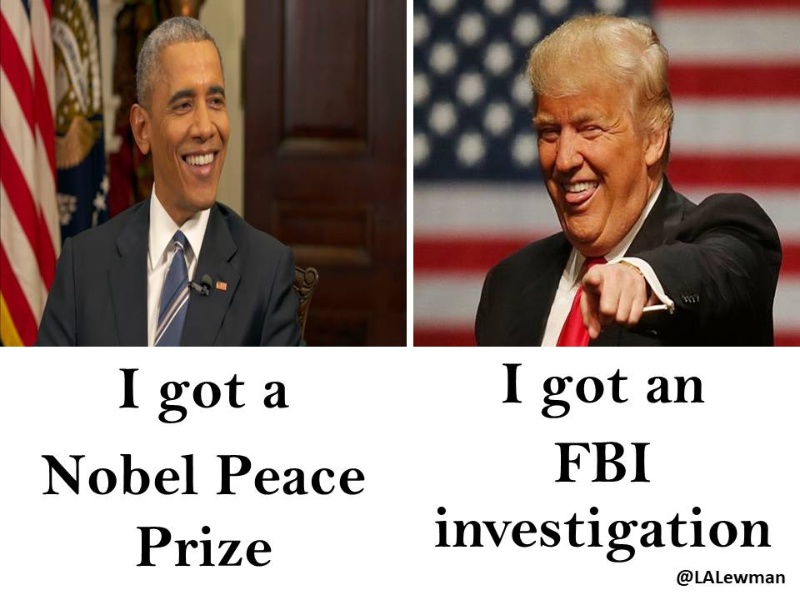 I got a
Nobel Peace
Prize
I got an
FBI
investigation
@LALewman